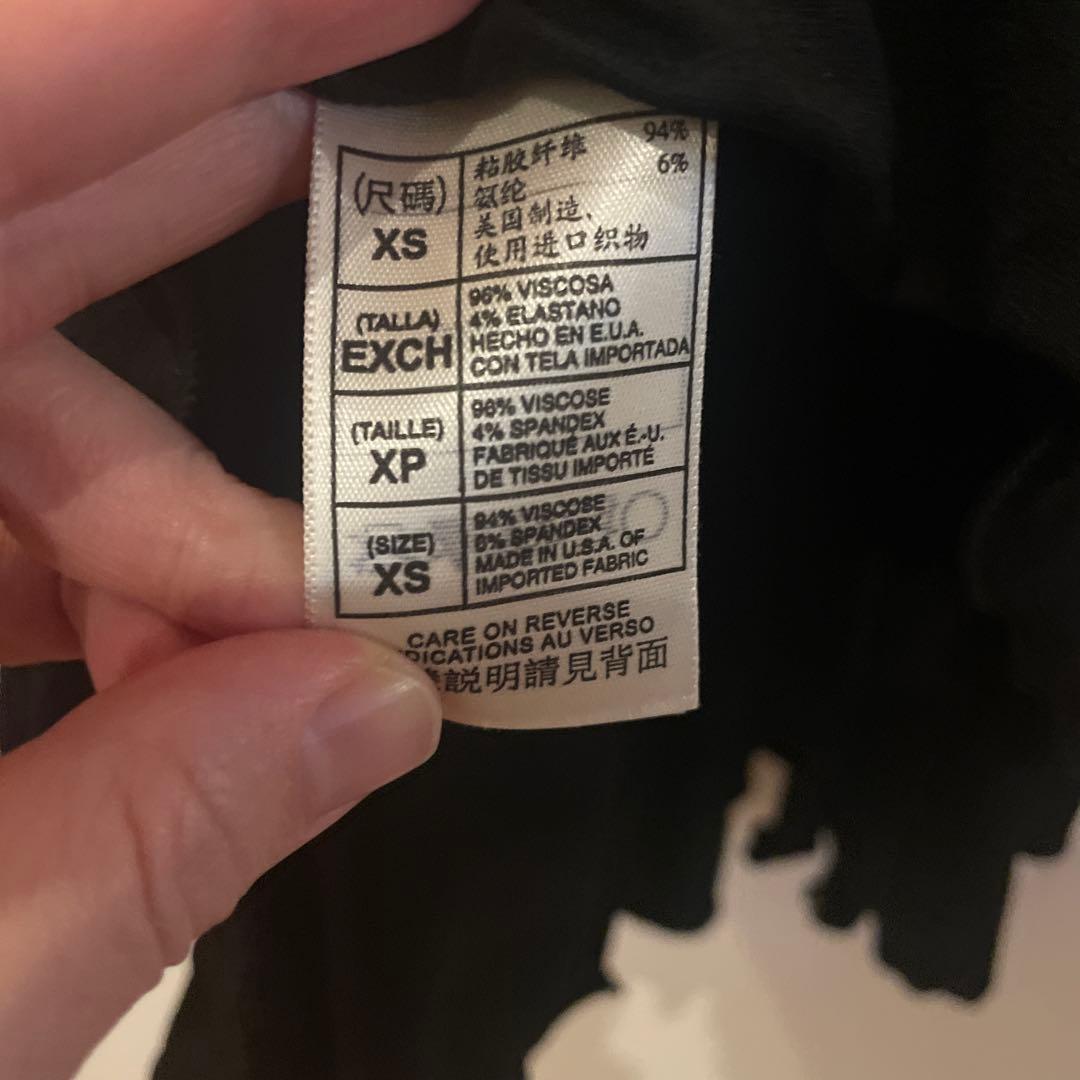 (尺碼)
XS
粘胶纤维 94%
氨纶 6%
美国制造、
使用进口织物
(TALLA)
EXCH
96% VISCOSA
4% ELASTANO
HECHO EN E.U.A.
CON TELA IMPORTADA
(TAILLE)
XP
96% VISCOSE
4% SPANDEX
FABRIQUÉ AUX É.-U.
DE TISSU IMPORTÉ
(SIZE)
XS
94% VISCOSE
6% SPANDEX
MADE IN U.S.A. OF
IMPORTED FABRIC
CARE ON REVERSE
AU VERSO
說明請見背面